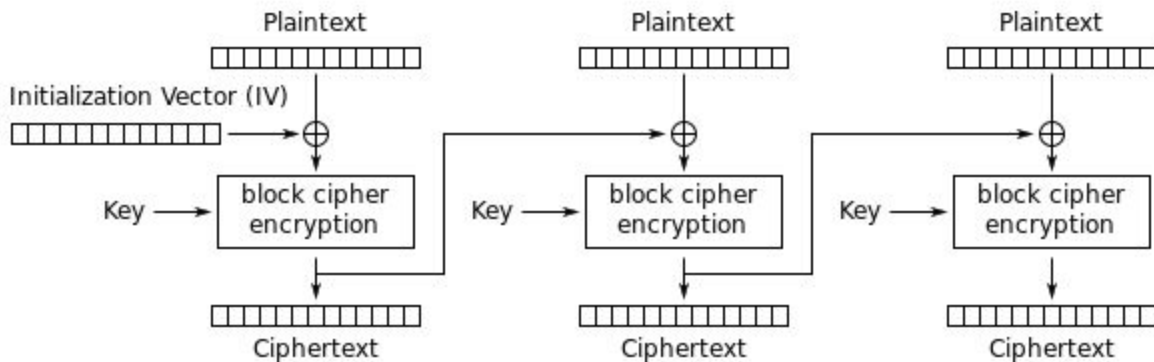 Plaintext Plaintext Plaintext
Initialization Vector (IV)
Key block cipher encryption Key block cipher encryption Key block cipher encryption
Ciphertext Ciphertext Ciphertext